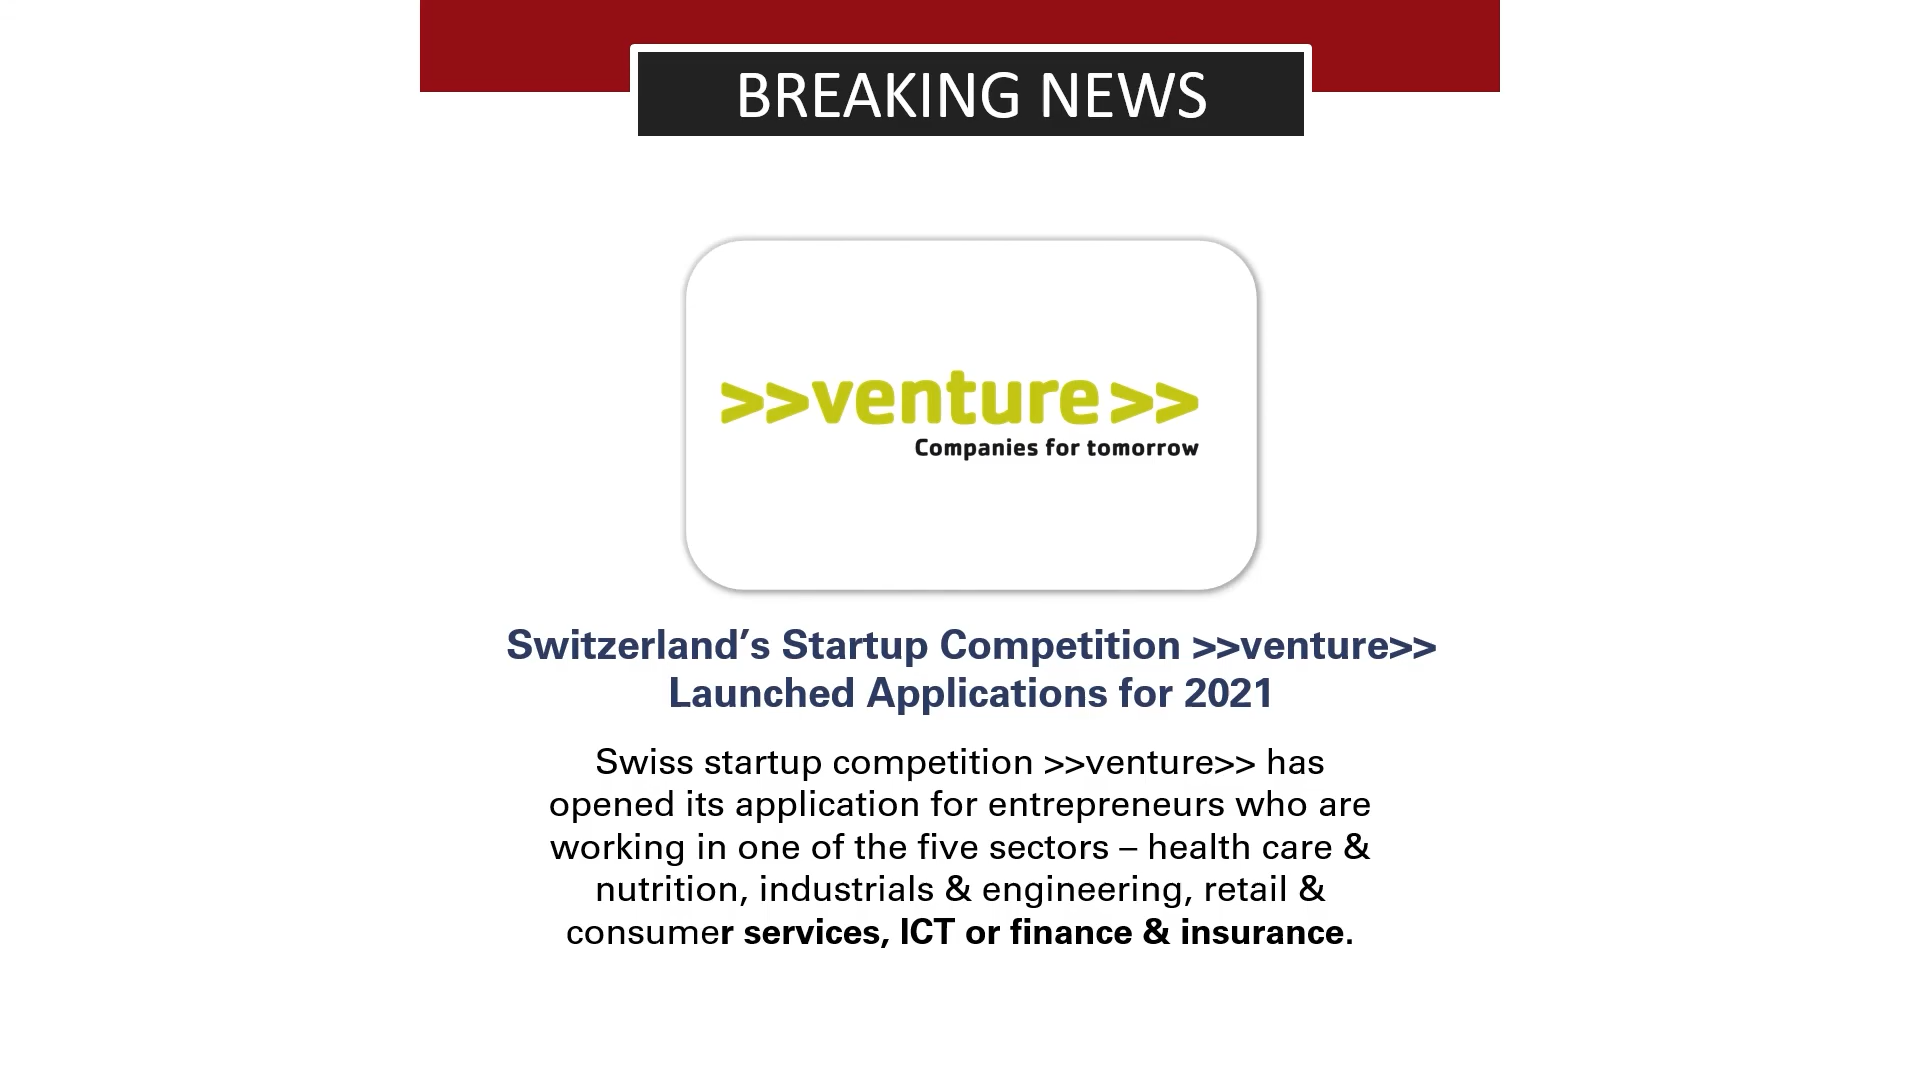 BREAKING NEWS
>>venture>>
Companies for tomorrow
Switzerland’s Startup Competition >>venture>>
Launched Applications for 2021
Swiss startup competition >>venture>> has
opened its application for entrepreneurs who are
working in one of the five sectors – health care &
nutrition, industrials & engineering, retail &
consumer services, ICT or finance & insurance.